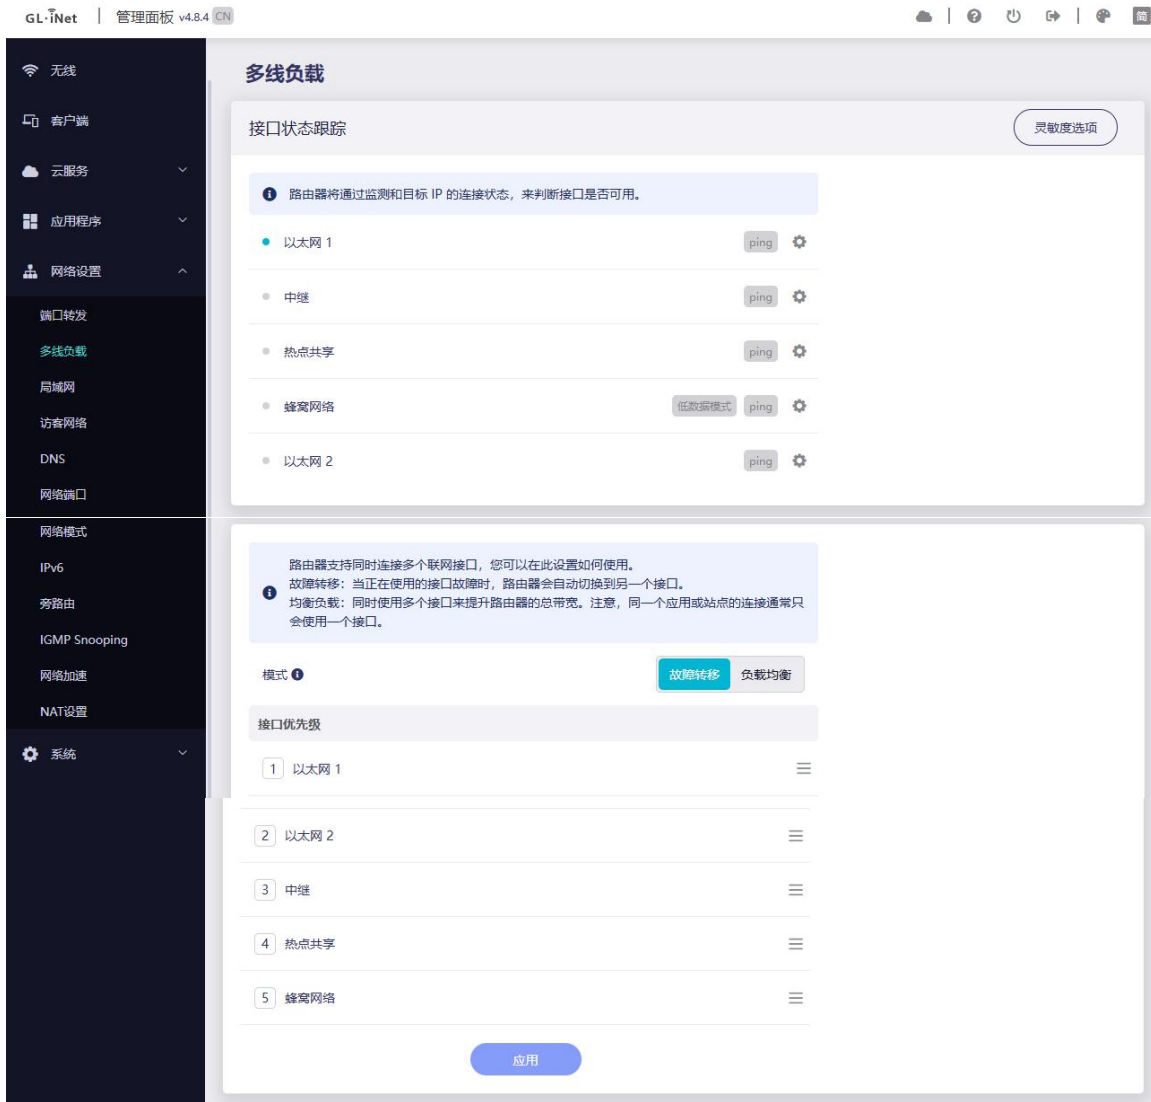 GL·iNet | 管理面板 v4.8.4 CN
简
无线
客户端
云服务
应用程序
网络设置
端口转发
多线负载
局域网
访客网络
DNS
网络端口
网络模式
IPv6
旁路由
IGMP Snooping
网络加速
NAT设置
系统
多线负载
接口状态跟踪
灵敏度选项
路由器将通过监测和目标 IP 的连接状态，来判断接口是否可用。
以太网 1 ping
中继 ping
热点共享 ping
蜂窝网络 低数据模式 ping
以太网 2 ping
路由器支持同时连接多个联网接口，您可以在此设置如何使用。
故障转移：当正在使用的接口故障时，路由器会自动切换到另一个接口。
均衡负载：同时使用多个接口来提升路由器的总带宽。注意，同一个应用或站点的连接通常只
会使用一个接口。
模式 故障转移 负载均衡
接口优先级
1 以太网 1
2 以太网 2
3 中继
4 热点共享
5 蜂窝网络
应用